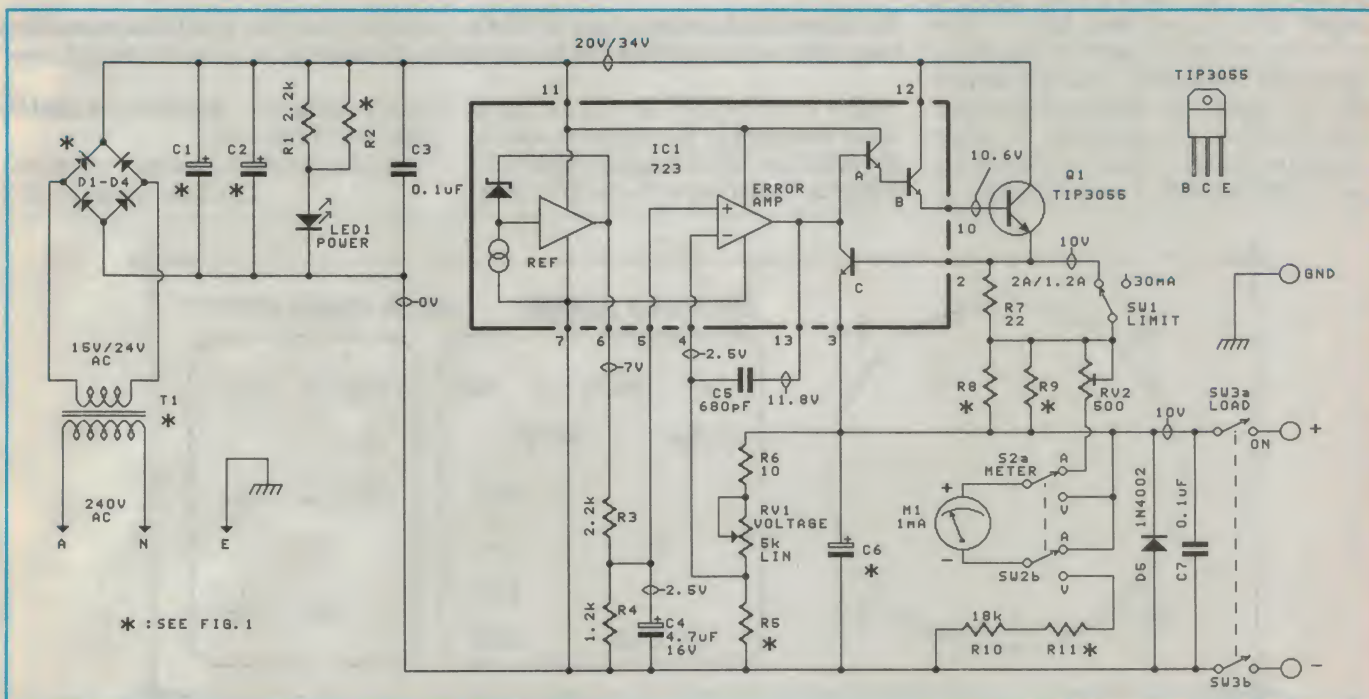 20V/34V
TIP3055
B C E
11
12
*
D1-D4
C1
+
*
C2
+
*
R1 2.2k
*
R2
C3
0.1uF
LED1
POWER
IC1
723
ERROR
AMP
+
-
REF
A
B
C
10.6V
10
Q1
TIP3055
10V
2
2A/1.2A
30mA
SW1
LIMIT
GND
R7
22
0V
7
6
5
4
13
3
7V
2.5V
C5
680pF
11.8V
R8
*
R9
*
RV2
500
10V
SW3a
LOAD
ON
+
15V/24V
AC
T1
*
240V
AC
A
N
E
2.2k
R3
R6
10
RV1
VOLTAGE
5k
LIN
S2a
METER
A
V
+
M1
1mA
-
A
SW2b
V
1N4002
D5
0.1uF
C7
C6
+
*
2.5V
1.2k
R4
C4
4.7uF
16V
+
R5
*
18k
R10
R11*
SW3b
-
* : SEE FIG.1